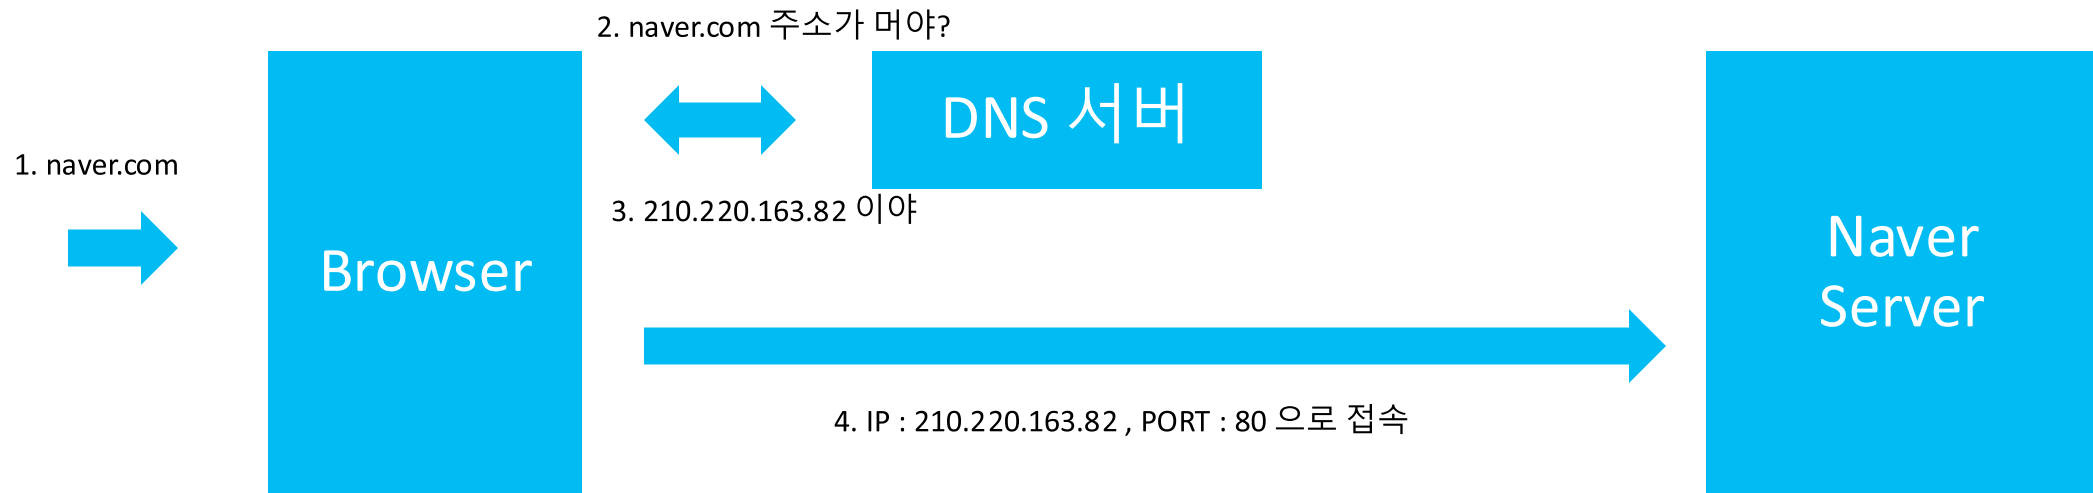 1. naver.com
Browser
2. naver.com 주소가 머야?
DNS 서버
3. 210.220.163.82 이야
4. IP : 210.220.163.82 , PORT : 80 으로 접속
Naver
Server